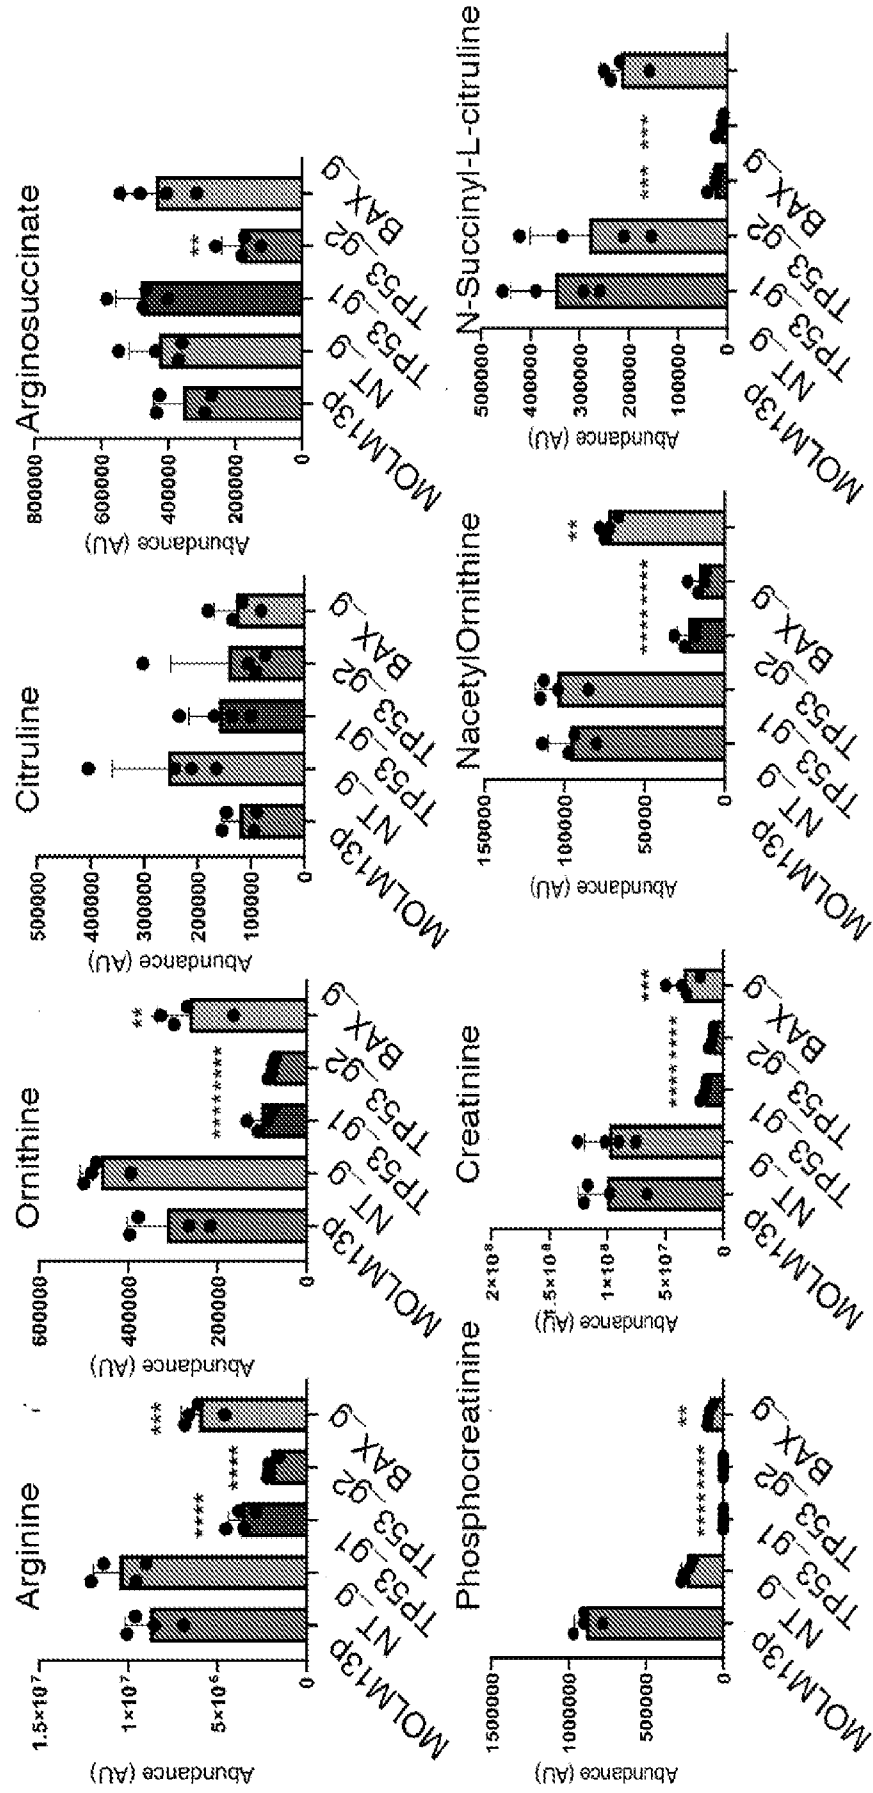 Arginine
Abundance (AU)
1.5×10⁷
1×10⁷
5×10⁶
0
***
****
****
MOLM13p
NT_g
TP53_g1
TP53_g2
BAX_g
Ornithine
Abundance (AU)
600000
400000
200000
0
**
********
MOLM13p
NT_g
TP53_g1
TP53_g2
BAX_g
Citruline
Abundance (AU)
500000
400000
300000
200000
100000
0
MOLM13p
NT_g
TP53_g1
TP53_g2
BAX_g
Arginosuccinate
Abundance (AU)
800000
600000
400000
200000
0
**
MOLM13p
NT_g
TP53_g1
TP53_g2
BAX_g
Phosphocreatinine
Abundance (AU)
1500000
1000000
500000
0
**
********
MOLM13p
NT_g
TP53_g1
TP53_g2
BAX_g
Creatinine
Abundance (AU)
2×10⁸
1×10⁸
5×10⁷
0
***
**** ****
MOLM13p
NT_g
TP53_g1
TP53_g2
BAX_g
NacetylOrnithine
Abundance (AU)
150000
100000
50000
0
**
**** ****
MOLM13p
NT_g
TP53_g1
TP53_g2
BAX_g
N-Succinyl-L-citruline
Abundance (AU)
500000
400000
300000
200000
100000
0
*** ***
MOLM13p
NT_g
TP53_g1
TP53_g2
BAX_g